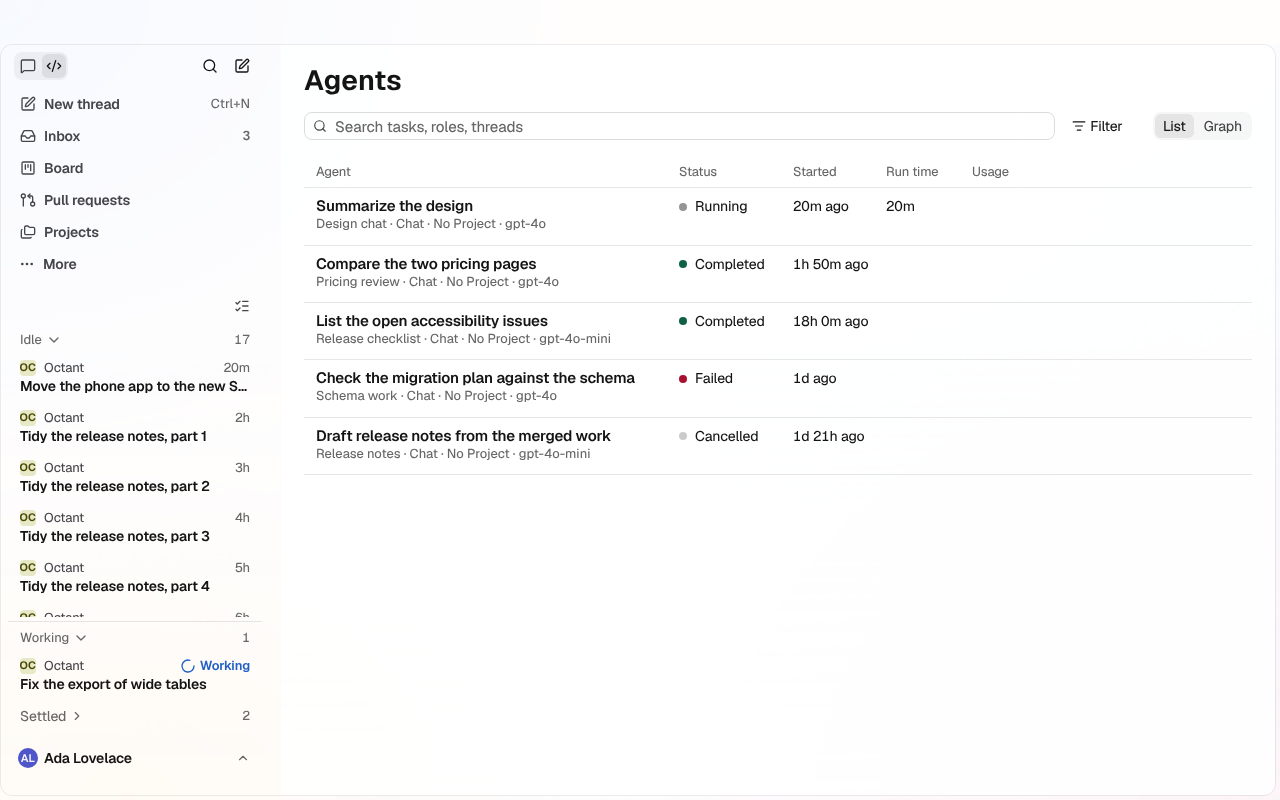 New thread Ctrl+N
Inbox 3
Board
Pull requests
Projects
More
Idle 17
OC Octant 20m
Move the phone app to the new S...
OC Octant 2h
Tidy the release notes, part 1
OC Octant 3h
Tidy the release notes, part 2
OC Octant 4h
Tidy the release notes, part 3
OC Octant 5h
Tidy the release notes, part 4
OC Octant 6h
Working 1
OC Octant Working
Fix the export of wide tables
Settled 2
AL Ada Lovelace
Agents
Search tasks, roles, threads Filter List Graph
Agent Status Started Run time Usage
Summarize the design Running 20m ago 20m
Design chat · Chat · No Project · gpt-4o
Compare the two pricing pages Completed 1h 50m ago
Pricing review · Chat · No Project · gpt-4o
List the open accessibility issues Completed 18h 0m ago
Release checklist · Chat · No Project · gpt-4o-mini
Check the migration plan against the schema Failed 1d ago
Schema work · Chat · No Project · gpt-4o
Draft release notes from the merged work Cancelled 1d 21h ago
Release notes · Chat · No Project · gpt-4o-mini